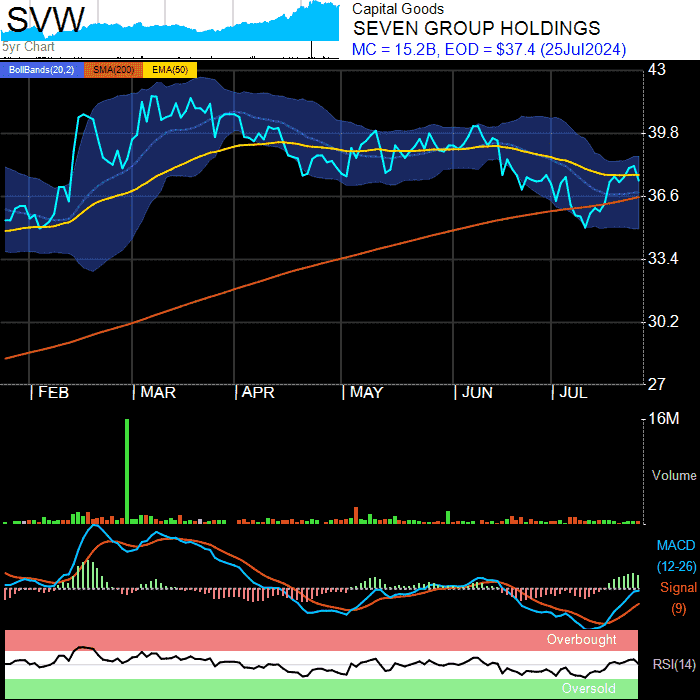 SVW
5yr Chart
Capital Goods
SEVEN GROUP HOLDINGS
MC = 15.2B, EOD = $37.4 (25Jul2024)
BollBands(20,2) SMA(200) EMA(50)
43
39.8
36.6
33.4
30.2
27
| FEB | MAR | APR | MAY | JUN | JUL
16M
Volume
MACD
(12-26)
Signal
(9)
Overbought
RSI(14)
Oversold